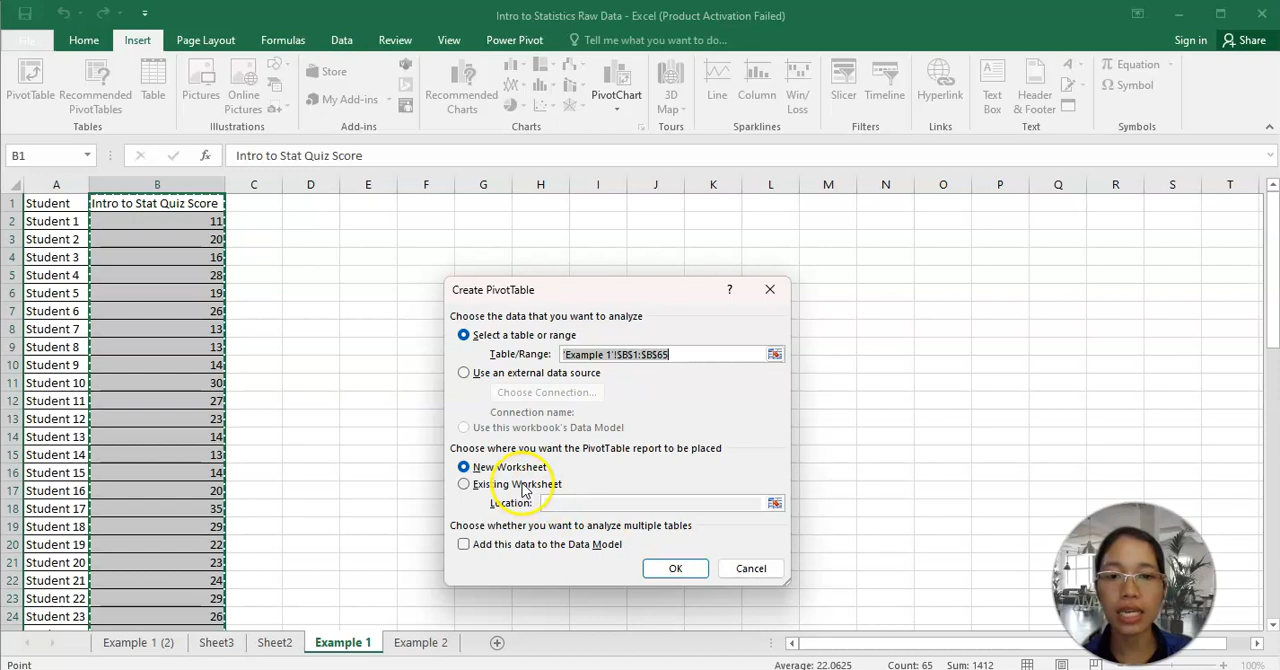 Intro to Statistics Raw Data - Excel (Product Activation Failed)
File Home Insert Page Layout Formulas Data Review View Power Pivot Tell me what you want to do... Sign in Share
PivotTable Recommended PivotTables Table Pictures Online Pictures Store My Add-ins Recommended Charts PivotChart 3D Map Line Column Win/Loss Slicer Timeline Hyperlink Text Box Header & Footer Equation Symbol
Tables Illustrations Add-ins Charts Tours Sparklines Filters Links Text Symbols
B1 fx Intro to Stat Quiz Score
A B C D E F G H I J K L M N O P Q R S T
1 Student Intro to Stat Quiz Score
2 Student 1 11
3 Student 2 20
4 Student 3 16
5 Student 4 28
6 Student 5 19
7 Student 6 26
8 Student 7 13
9 Student 8 13
10 Student 9 14
11 Student 10 30
12 Student 11 27
13 Student 12 23
14 Student 13 14
15 Student 14 13
16 Student 15 14
17 Student 16 20
18 Student 17 35
19 Student 18 29
20 Student 19 22
21 Student 20 23
22 Student 21 24
23 Student 22 29
24 Student 23 26
Create PivotTable ?
Choose the data that you want to analyze
Select a table or range
Table/Range: 'Example 1'!$B$1:$B$65
Use an external data source
Choose Connection...
Connection name:
Use this workbook's Data Model
Choose where you want the PivotTable report to be placed
New Worksheet
Existing Worksheet
Location:
Choose whether you want to analyze multiple tables
Add this data to the Data Model
OK Cancel
Example 1 (2) Sheet3 Sheet2 Example 1 Example 2
Point Average: 22.0625 Count: 65 Sum: 1412 100%